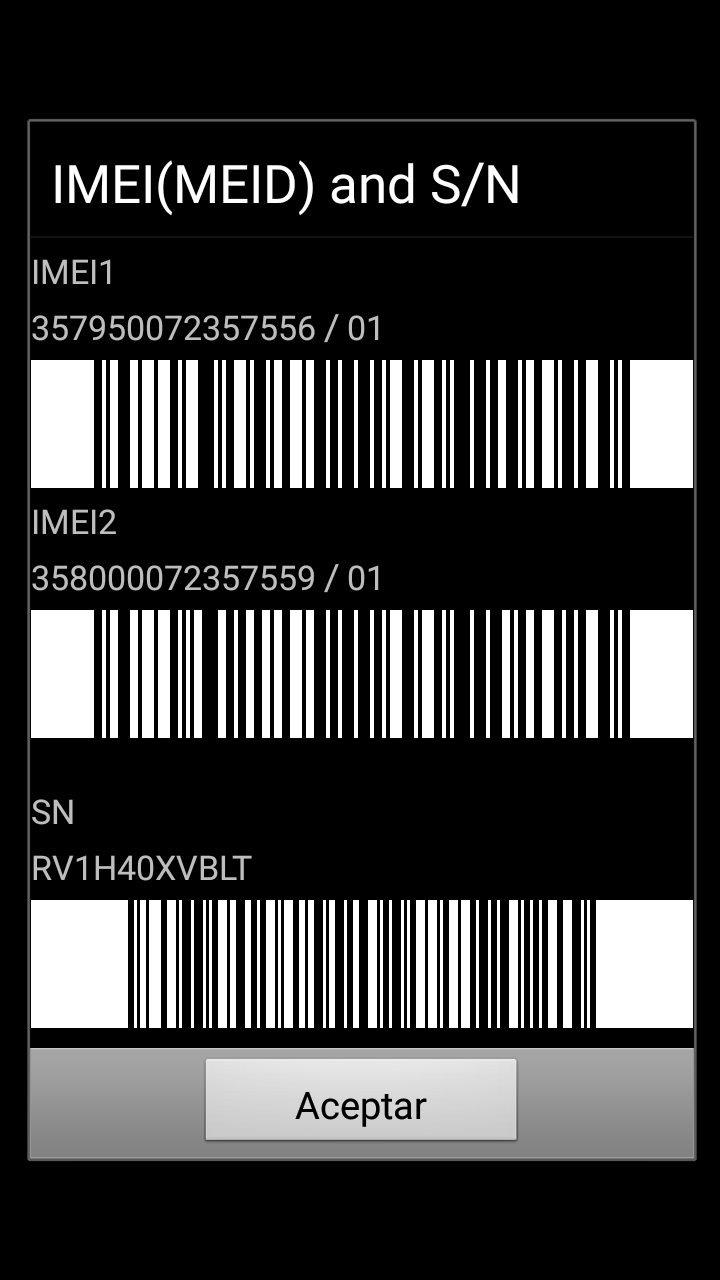 IMEI(MEID) and S/N
IMEI1
357950072357556 / 01
IMEI2
358000072357559 / 01
SN
RV1H40XVBLT
Aceptar